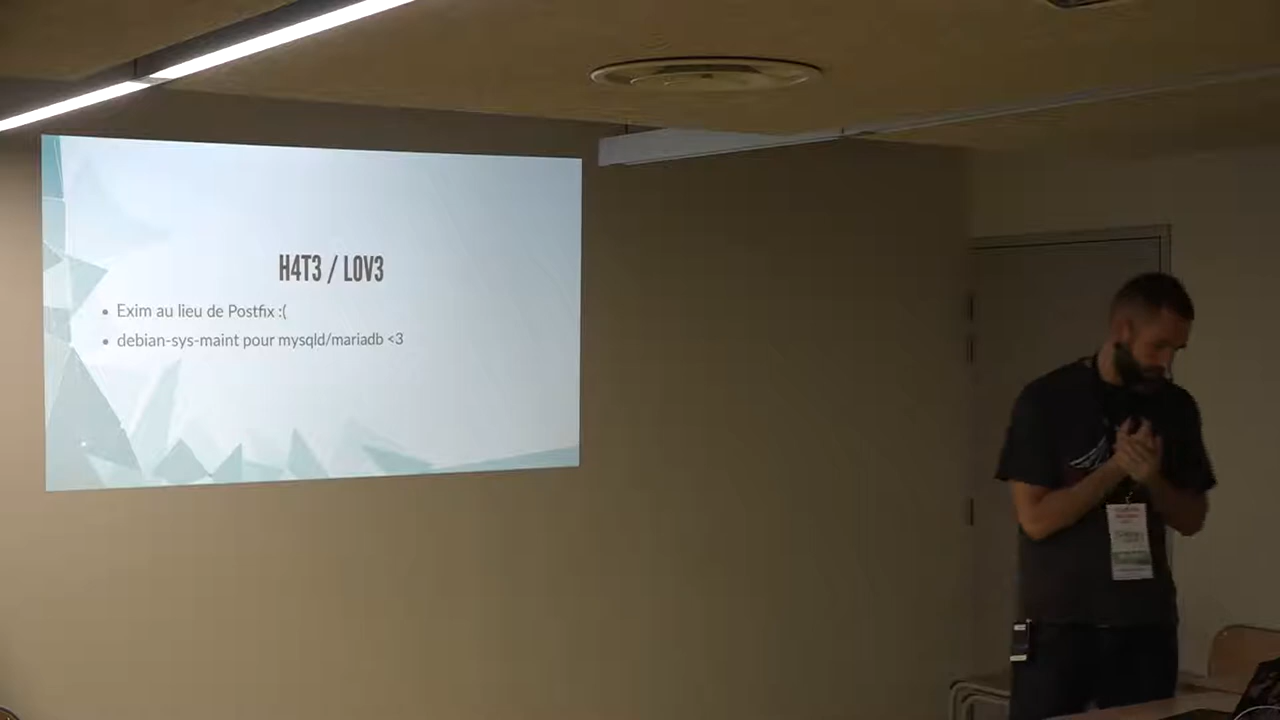 H4T3 / L0V3
• Exim au lieu de Postfix :(
• debian-sys-maint pour mysqld/mariadb <3